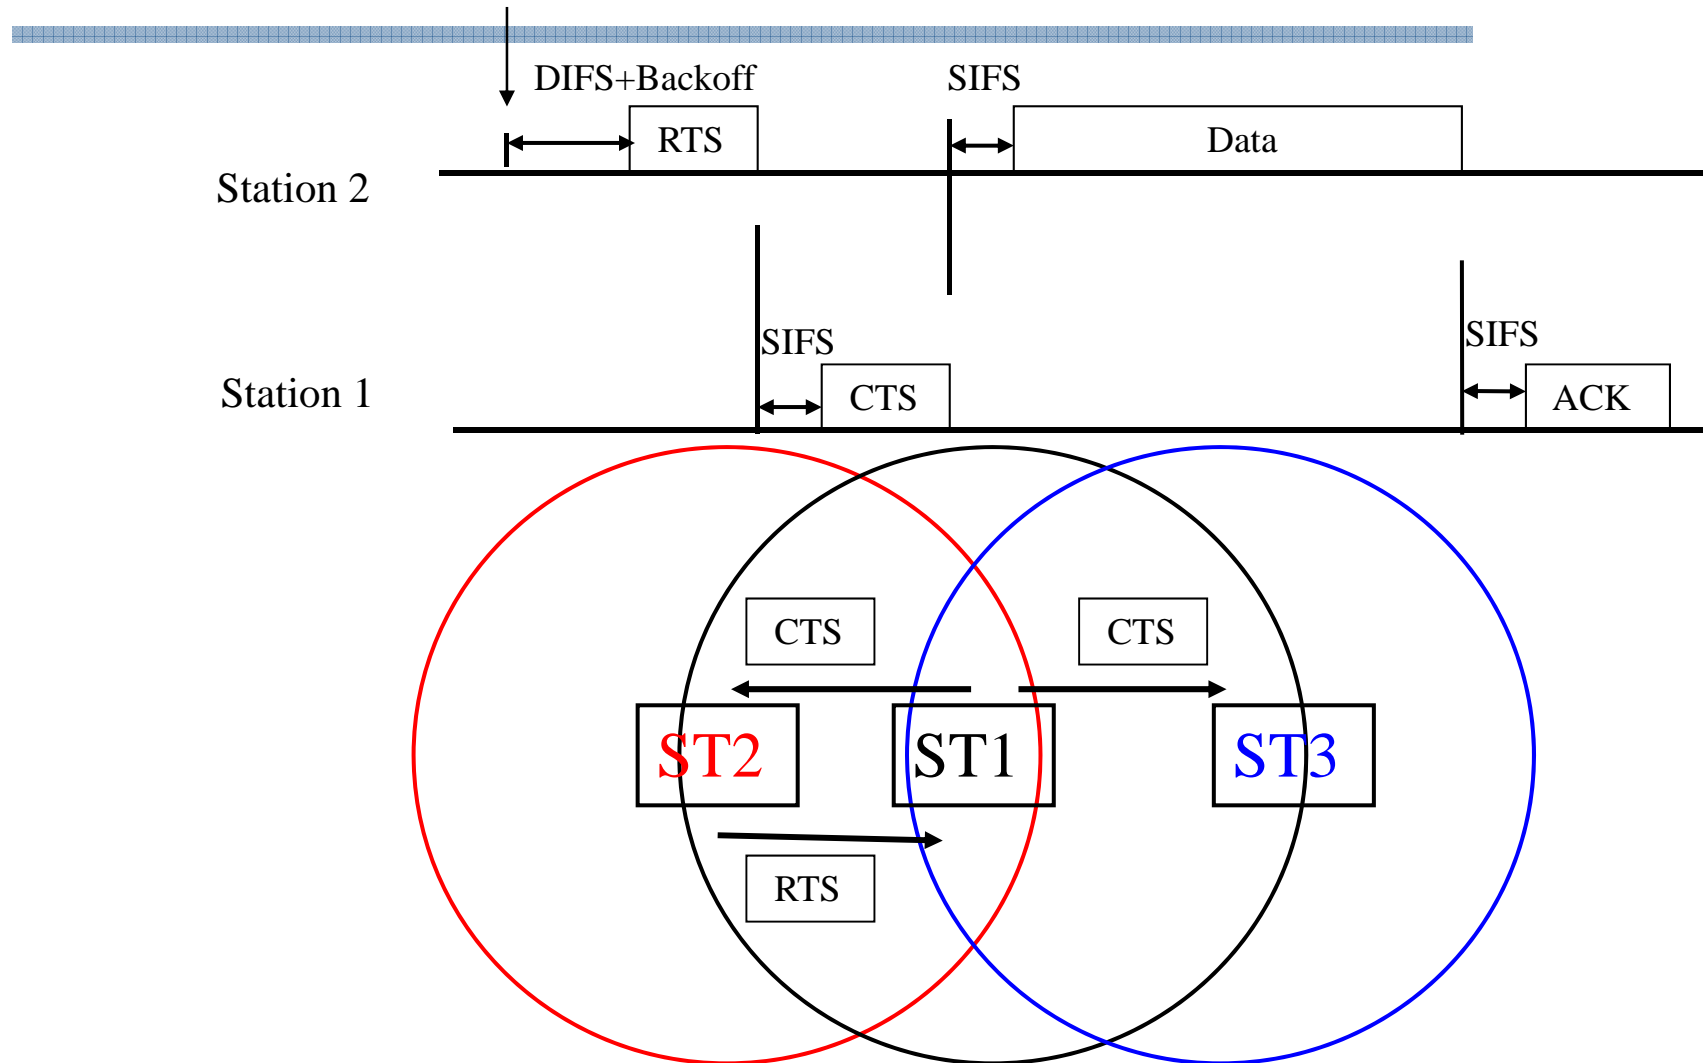 DIFS+Backoff
SIFS
RTS
Data
Station 2
SIFS
SIFS
Station 1
CTS
ACK
CTS
CTS
ST2
ST1
ST3
RTS